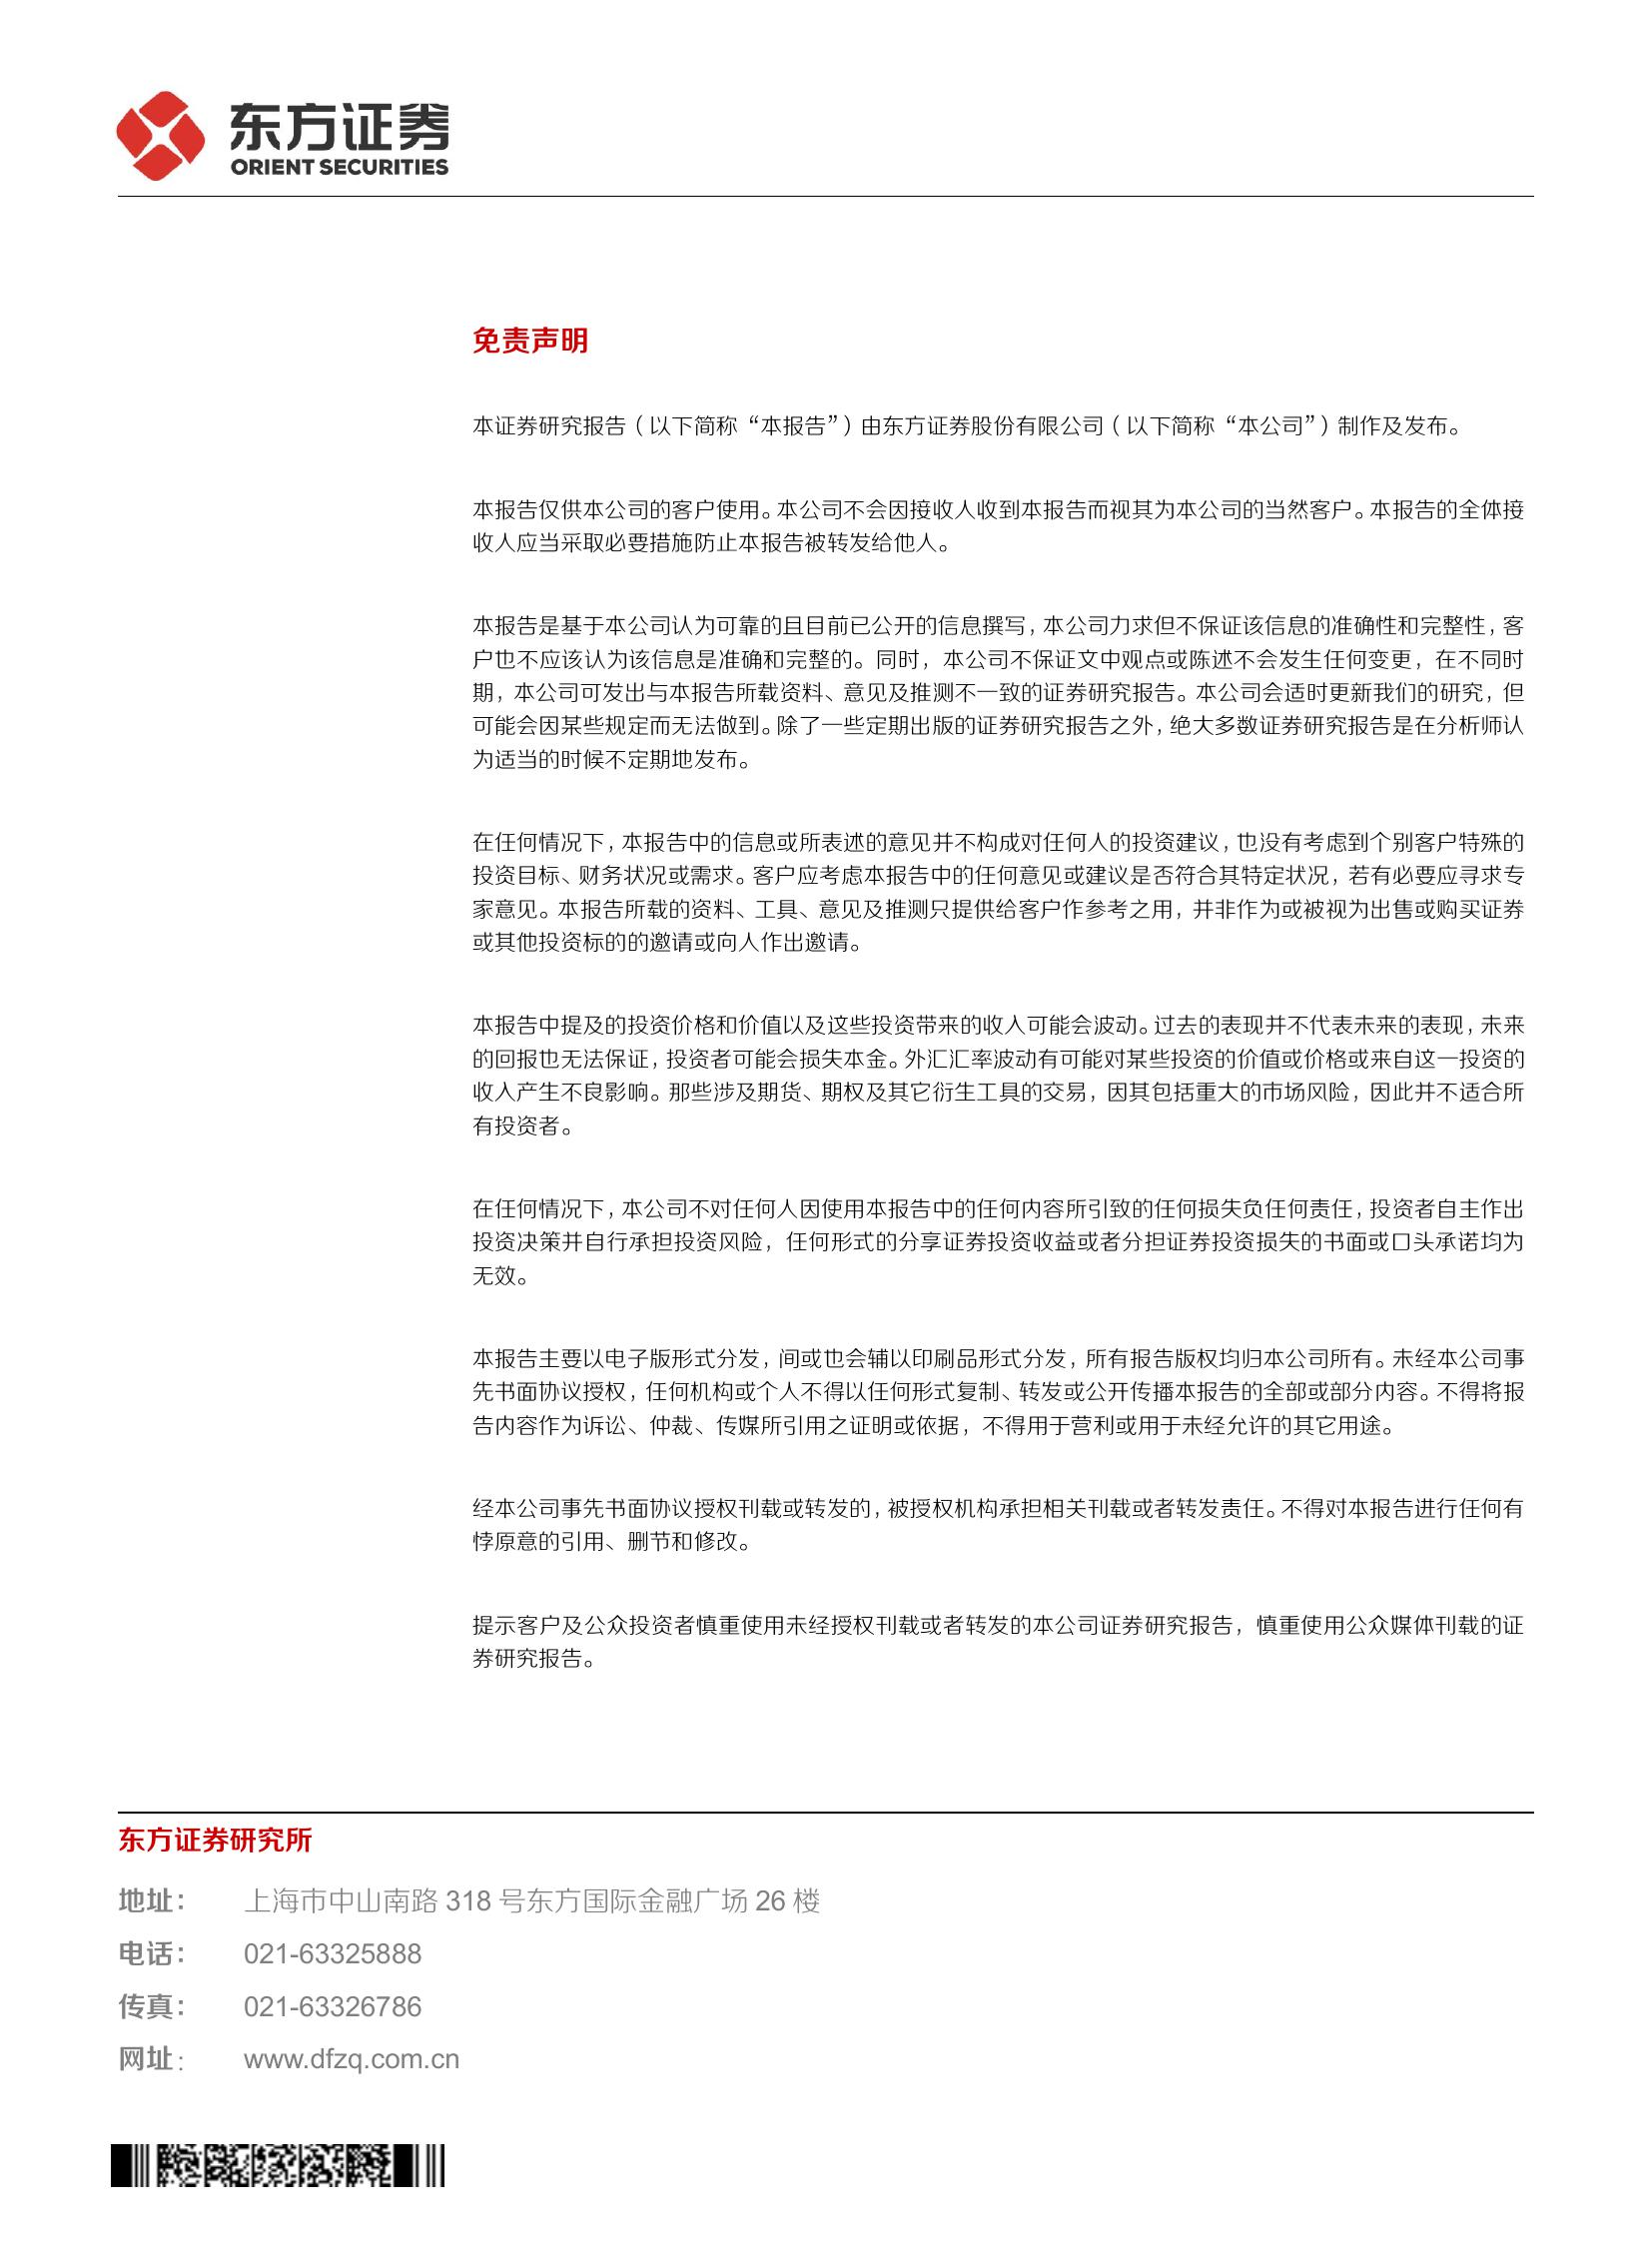 东方证券
ORIENT SECURITIES
免责声明
本证券研究报告（以下简称“本报告”）由东方证券股份有限公司（以下简称“本公司”）制作及发布。
本报告仅供本公司的客户使用。本公司不会因接收人收到本报告而视其为本公司的当然客户。本报告的全体接
收人应当采取必要措施防止本报告被转发给他人。
本报告是基于本公司认为可靠的且目前已公开的信息撰写，本公司力求但不保证该信息的准确性和完整性，客
户也不应该认为该信息是准确和完整的。同时，本公司不保证文中观点或陈述不会发生任何变更，在不同时
期，本公司可发出与本报告所载资料、意见及推测不一致的证券研究报告。本公司会适时更新我们的研究，但
可能会因某些规定而无法做到。除了一些定期出版的证券研究报告之外，绝大多数证券研究报告是在分析师认
为适当的时候不定期地发布。
在任何情况下，本报告中的信息或所表述的意见并不构成对任何人的投资建议，也没有考虑到个别客户特殊的
投资目标、财务状况或需求。客户应考虑本报告中的任何意见或建议是否符合其特定状况，若有必要应寻求专
家意见。本报告所载的资料、工具、意见及推测只提供给客户作参考之用，并非作为或被视为出售或购买证券
或其他投资标的的邀请或向人作出邀请。
本报告中提及的投资价格和价值以及这些投资带来的收入可能会波动。过去的表现并不代表未来的表现，未来
的回报也无法保证，投资者可能会损失本金。外汇汇率波动有可能对某些投资的价值或价格或来自这一投资的
收入产生不良影响。那些涉及期货、期权及其它衍生工具的交易，因其包括重大的市场风险，因此并不适合所
有投资者。
在任何情况下，本公司不对任何人因使用本报告中的任何内容所引致的任何损失负任何责任，投资者自主作出
投资决策并自行承担投资风险，任何形式的分享证券投资收益或者分担证券投资损失的书面或口头承诺均为
无效。
本报告主要以电子版形式分发，间或也会辅以印刷品形式分发，所有报告版权均归本公司所有。未经本公司事
先书面协议授权，任何机构或个人不得以任何形式复制、转发或公开传播本报告的全部或部分内容。不得将报
告内容作为诉讼、仲裁、传媒所引用之证明或依据，不得用于营利或用于未经允许的其它用途。
经本公司事先书面协议授权刊载或转发的，被授权机构承担相关刊载或者转发责任。不得对本报告进行任何有
悖原意的引用、删节和修改。
提示客户及公众投资者慎重使用未经授权刊载或者转发的本公司证券研究报告，慎重使用公众媒体刊载的证
券研究报告。
东方证券研究所
地址： 上海市中山南路 318 号东方国际金融广场 26 楼
电话： 021-63325888
传真： 021-63326786
网址： www.dfzq.com.cn